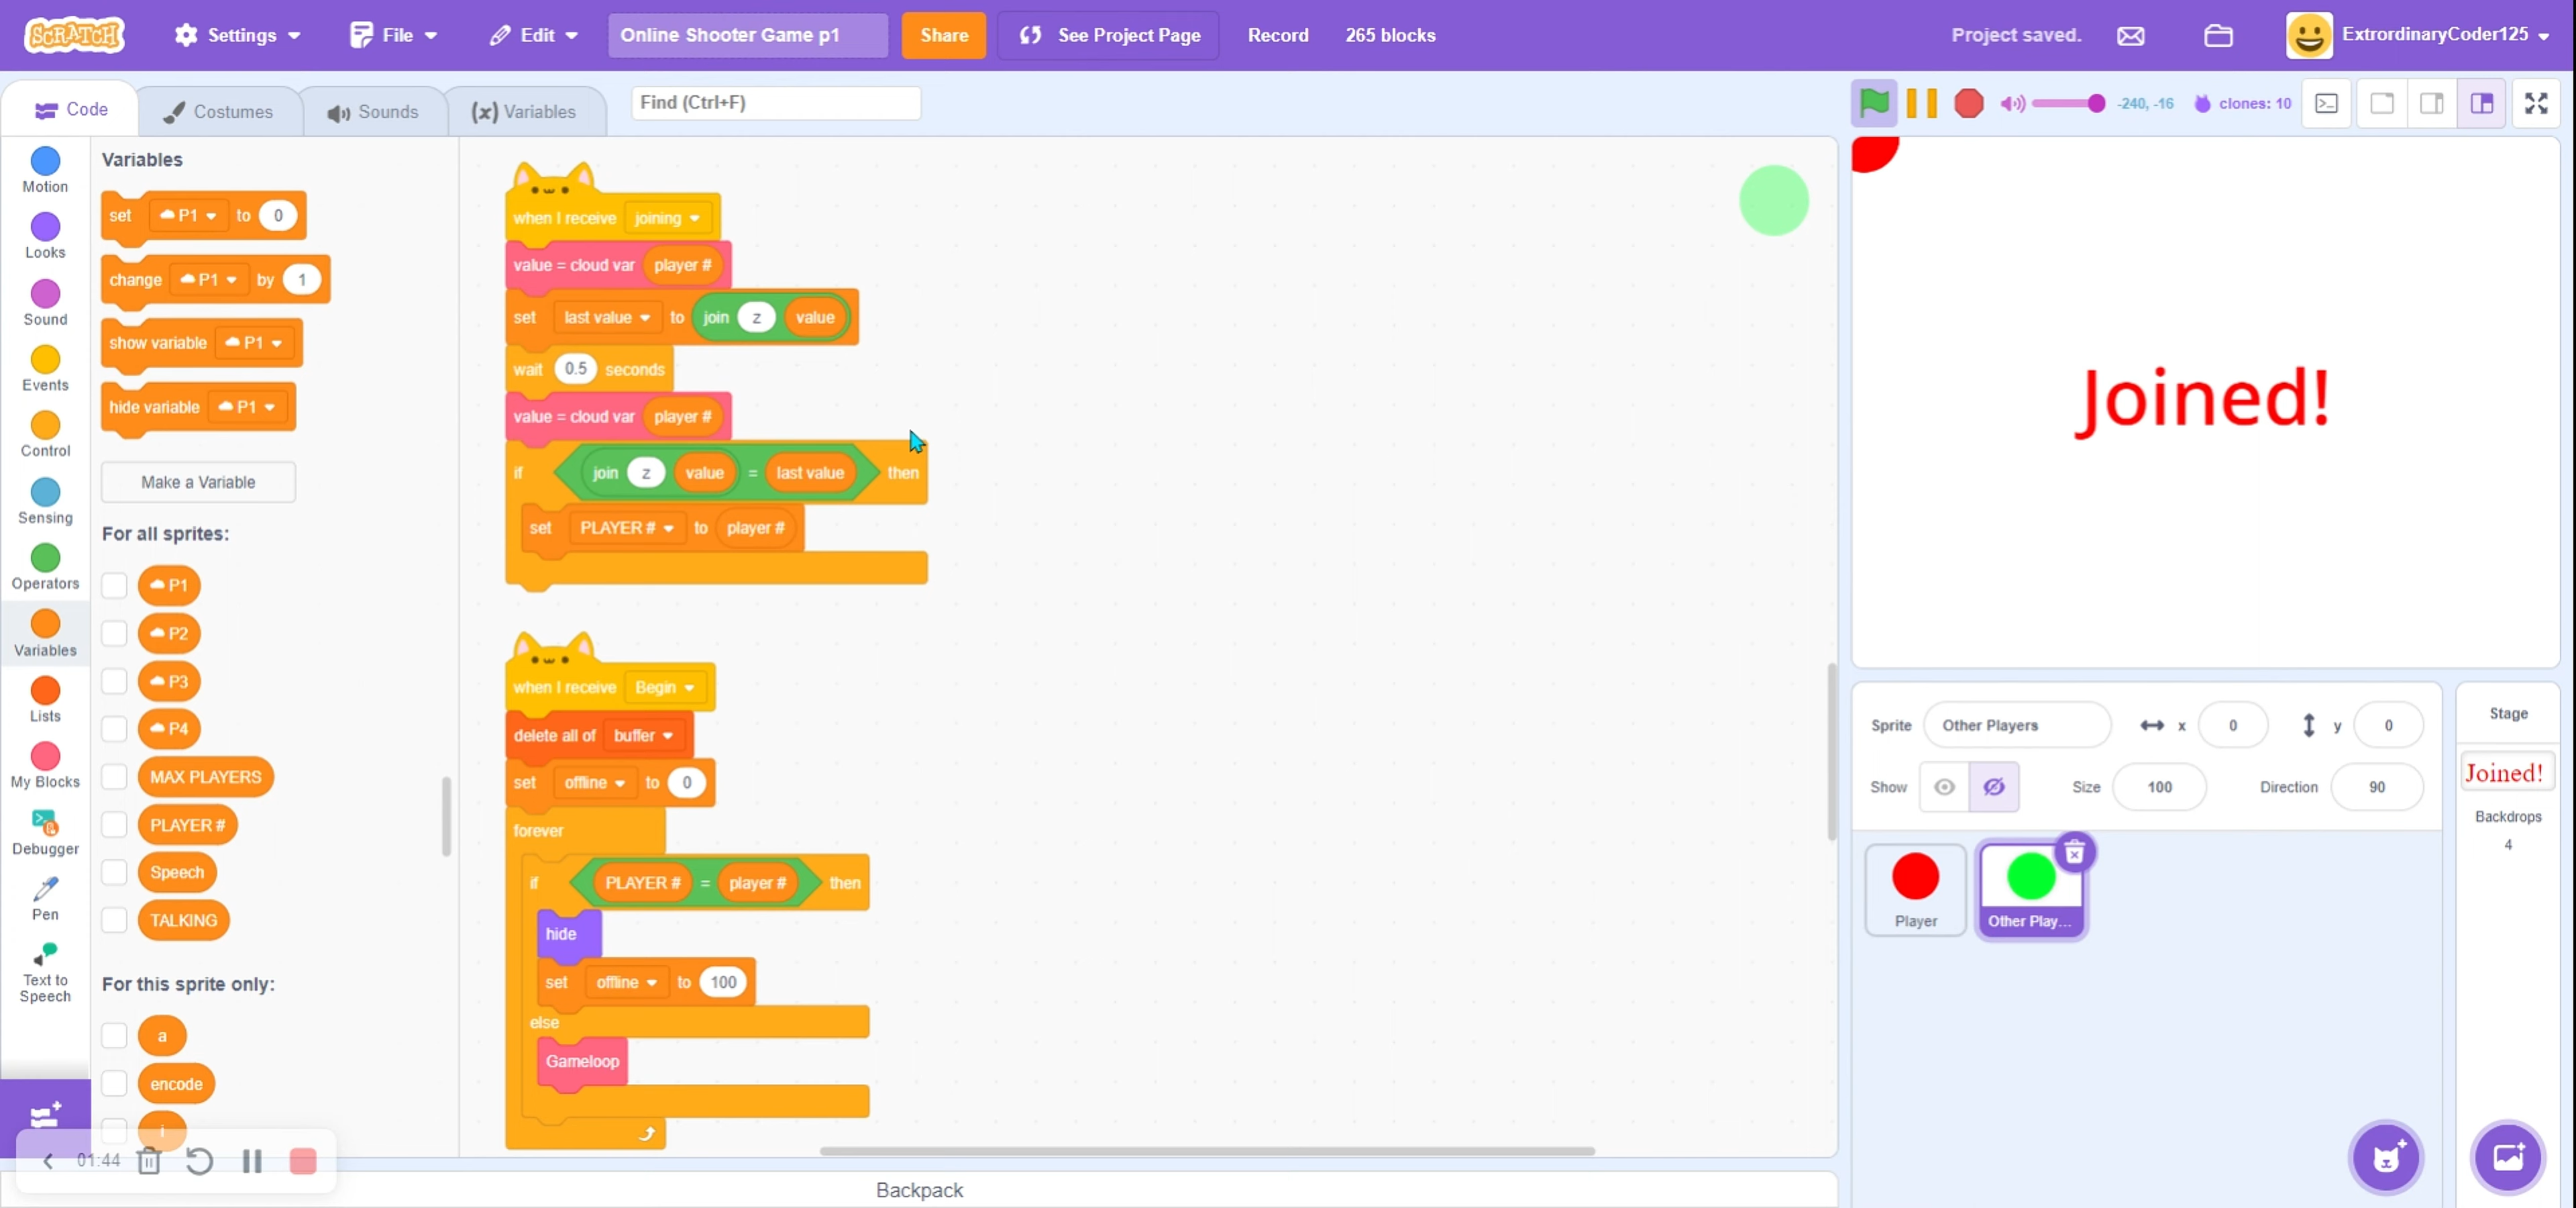 SCRATCH
Settings
File
Edit
Online Shooter Game p1
Share
See Project Page
Record
265 blocks
Project saved.
ExtrordinaryCoder125
Code
Costumes
Sounds
(x) Variables
Find (Ctrl+F)
-240, -16
clones: 10
Motion
Looks
Sound
Events
Control
Sensing
Operators
Variables
Lists
My Blocks
Debugger
Pen
Text to
Speech
Variables
set P1 to 0
change P1 by 1
show variable P1
hide variable P1
Make a Variable
For all sprites:
P1
P2
P3
P4
MAX PLAYERS
PLAYER #
Speech
TALKING
For this sprite only:
a
encode
i
01:44
when I receive joining
value = cloud var player #
set last value to join z value
wait 0.5 seconds
value = cloud var player #
if join z value = last value then
set PLAYER # to player #
when I receive Begin
delete all of buffer
set offline to 0
forever
if PLAYER # = player # then
hide
set offline to 100
else
Gameloop
Backpack
Joined!
Sprite Other Players x 0 y 0
Show Size 100 Direction 90
Player
Other Play...
Stage
Joined!
Backdrops
4